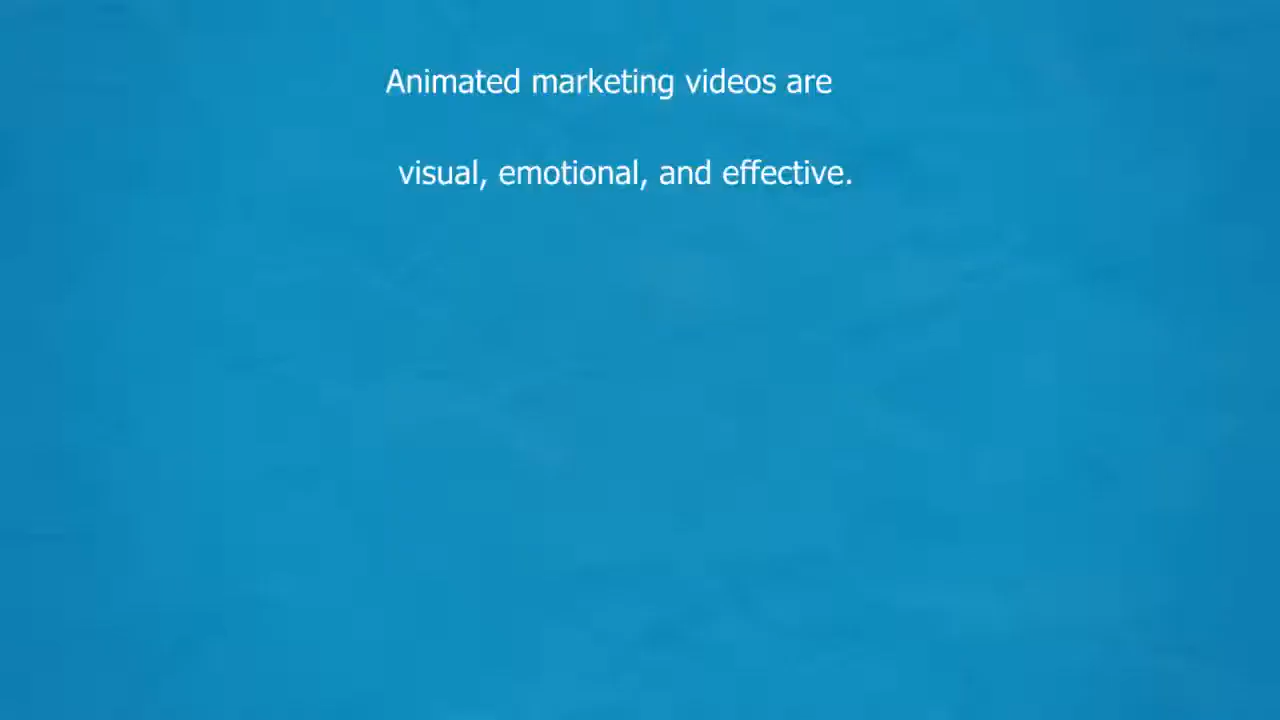 Animated marketing videos are
visual, emotional, and effective.